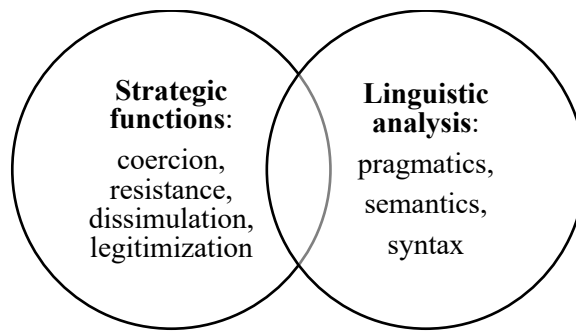 Strategic
functions:
coercion,
resistance,
dissimulation,
legitimization
Linguistic
analysis:
pragmatics,
semantics,
syntax